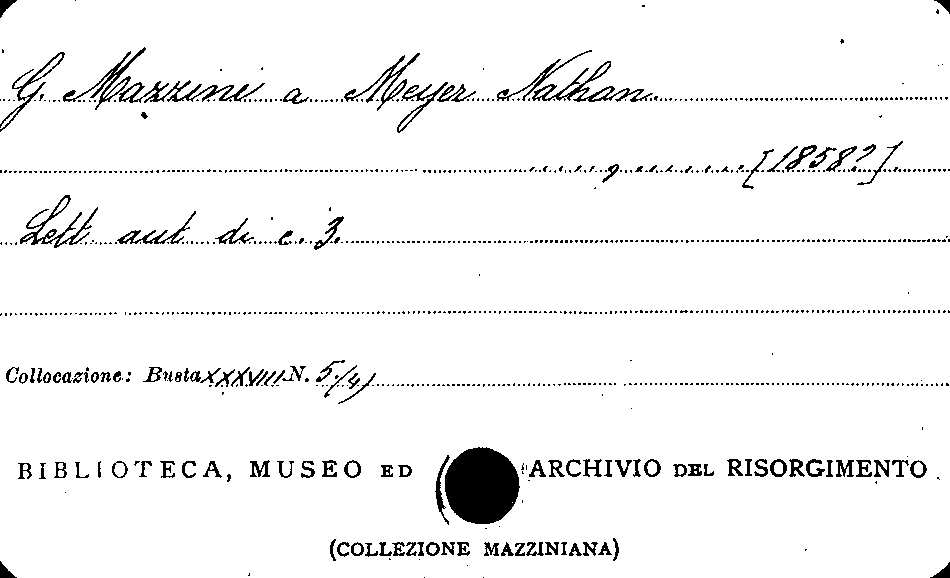 G. Mazzini a Meyer Nathan.
....., ........ [1858?].
Lett. aut. di c. 3.
Collocazione: Busta XXXVIII N. 5/(4)
BIBLIOTECA, MUSEO ED ARCHIVIO DEL RISORGIMENTO
(COLLEZIONE MAZZINIANA)